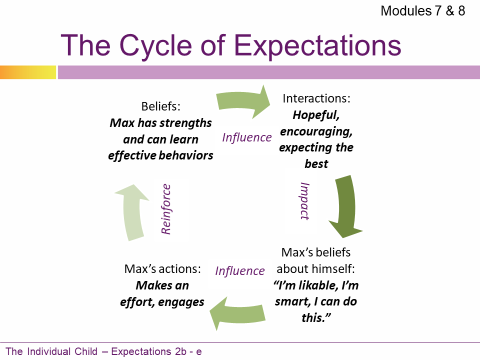 Modules 7 & 8
The Cycle of Expectations
Beliefs:
Max has strengths
and can learn
effective behaviors
Influence
Interactions:
Hopeful,
encouraging,
expecting the
best
Impact
Max’s beliefs
about himself:
“I’m likable, I’m
smart, I can do
this.”
Influence
Max’s actions:
Makes an
effort, engages
Reinforce
The Individual Child – Expectations 2b - e